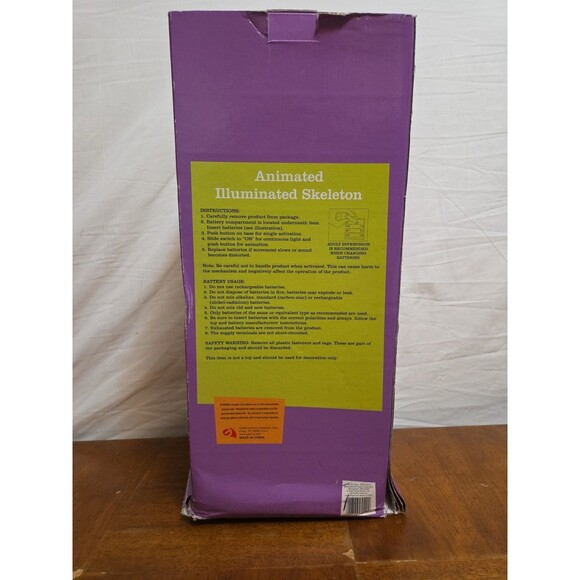 Animated
Illuminated Skeleton
INSTRUCTIONS:
1. Carefully remove product from package.
2. Battery compartment is located underneath item.
Insert batteries (see illustration).
3. Push button on base for single activation.
4. Slide switch to "ON" for continuous light and
push button for animation.
5. Replace batteries if movement slows or sound
becomes distorted.
ADULT SUPERVISION
IS RECOMMENDED
WHEN CHANGING
BATTERIES
Note: Be careful not to handle product when activated. This can cause harm to
the mechanism and negatively affect the operation of the product.
BATTERY USAGE:
1. Do not use rechargeable batteries.
2. Do not dispose of batteries in fire; batteries may explode or leak.
3. Do not mix alkaline, standard (carbon-zinc) or rechargeable
(nickel-cadmium) batteries.
4. Do not mix old and new batteries.
5. Only batteries of the same or equivalent type as recommended are used.
6. Be sure to insert batteries with the correct polarities and always follow the
toy and battery manufacturers' instructions.
7. Exhausted batteries are removed from the product.
8. The supply terminals are not short-circuited.
SAFETY WARNING: Remove all plastic fasteners and tags. These are part of
the packaging and should be discarded.
This item is not a toy and should be used for decoration only.
MADE IN CHINA